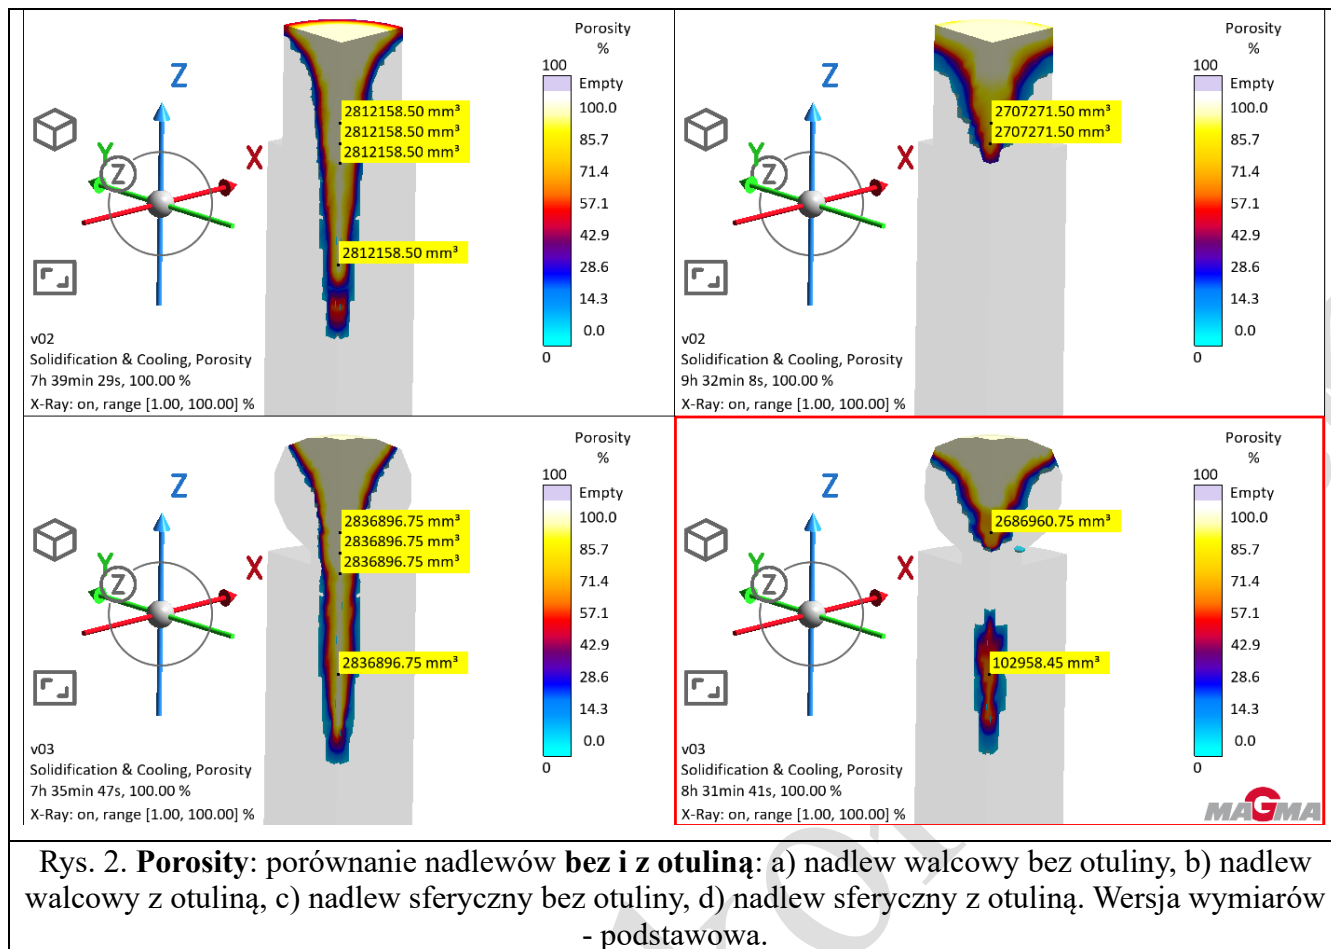 Porosity
%
100
Empty
100.0
85.7
71.4
57.1
42.9
28.6
14.3
0.0
0
2812158.50 mm³
2812158.50 mm³
2812158.50 mm³
2812158.50 mm³
Z
Y
Z
X
v02
Solidification & Cooling, Porosity
7h 39min 29s, 100.00 %
X-Ray: on, range [1.00, 100.00] %
Porosity
%
100
Empty
100.0
85.7
71.4
57.1
42.9
28.6
14.3
0.0
0
2707271.50 mm³
2707271.50 mm³
Z
Y
Z
X
v02
Solidification & Cooling, Porosity
9h 32min 8s, 100.00 %
X-Ray: on, range [1.00, 100.00] %
Porosity
%
100
Empty
100.0
85.7
71.4
57.1
42.9
28.6
14.3
0.0
0
2836896.75 mm³
2836896.75 mm³
2836896.75 mm³
2836896.75 mm³
Z
Y
Z
X
v03
Solidification & Cooling, Porosity
7h 35min 47s, 100.00 %
X-Ray: on, range [1.00, 100.00] %
Porosity
%
100
Empty
100.0
85.7
71.4
57.1
42.9
28.6
14.3
0.0
0
2686960.75 mm³
102958.45 mm³
Z
Y
Z
X
v03
Solidification & Cooling, Porosity
8h 31min 41s, 100.00 %
X-Ray: on, range [1.00, 100.00] %
MAGMA
Rys. 2. Porosity: porównanie nadlewów bez i z otuliną: a) nadlew walcowy bez otuliny, b) nadlew
walcowy z otuliną, c) nadlew sferyczny bez otuliny, d) nadlew sferyczny z otuliną. Wersja wymiarów
- podstawowa.